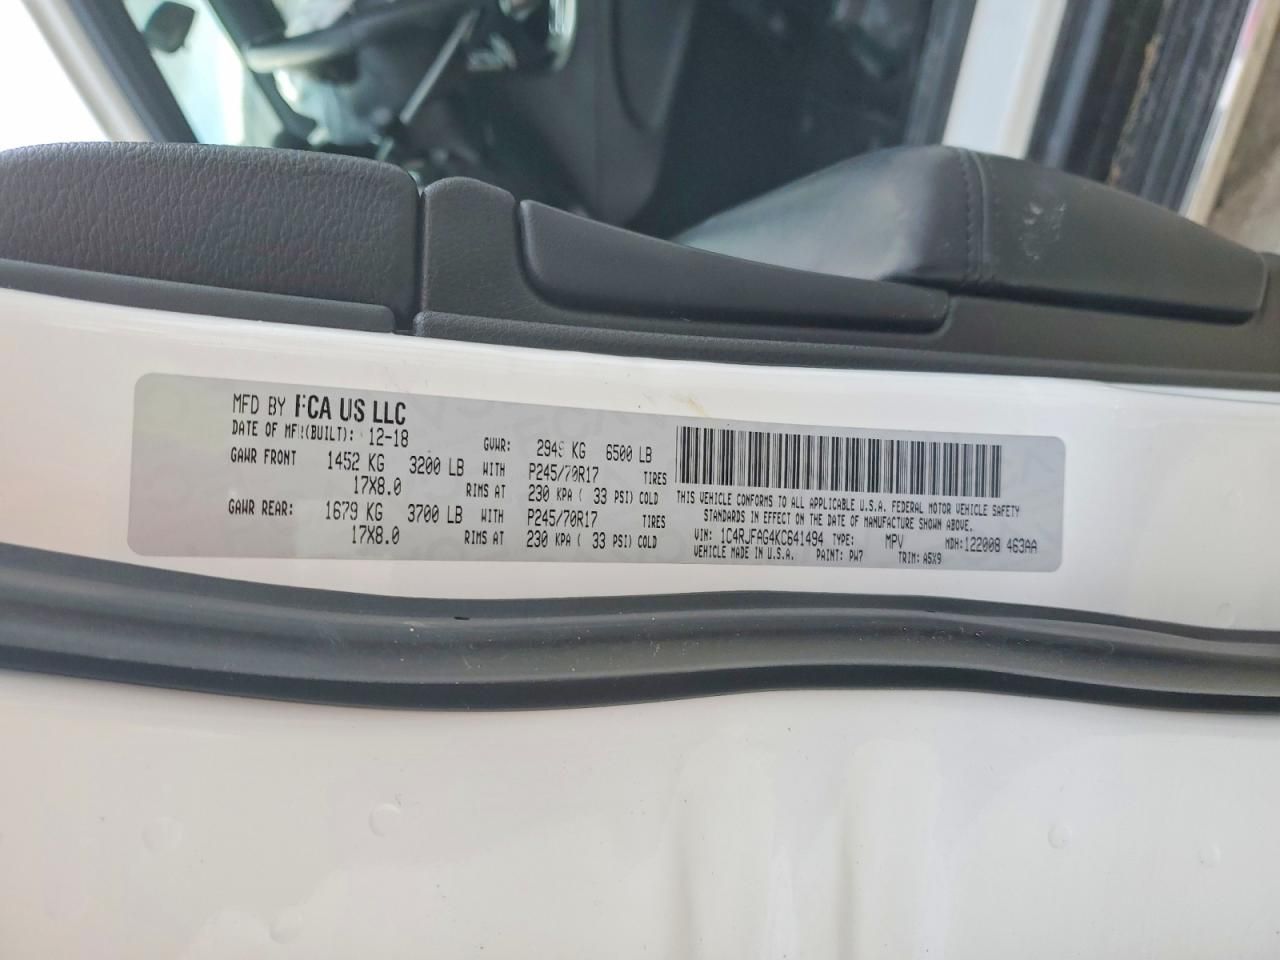 MFD BY FCA US LLC
DATE OF MFR(BUILT): 12-18 GVWR: 2948 KG 6500 LB
GAWR FRONT 1452 KG 3200 LB WITH P245/70R17 TIRES
17X8.0 RIMS AT 230 KPA ( 33 PSI) COLD
GAWR REAR: 1679 KG 3700 LB WITH P245/70R17 TIRES
17X8.0 RIMS AT 230 KPA ( 33 PSI) COLD
THIS VEHICLE CONFORMS TO ALL APPLICABLE U.S.A. FEDERAL MOTOR VEHICLE SAFETY
STANDARDS IN EFFECT ON THE DATE OF MANUFACTURE SHOWN ABOVE.
VIN: 1C4RJFAG4KC641494 TYPE: MPV MDH:122008 463AA
VEHICLE MADE IN U.S.A. PAINT: PW7 TRIM: A5X9